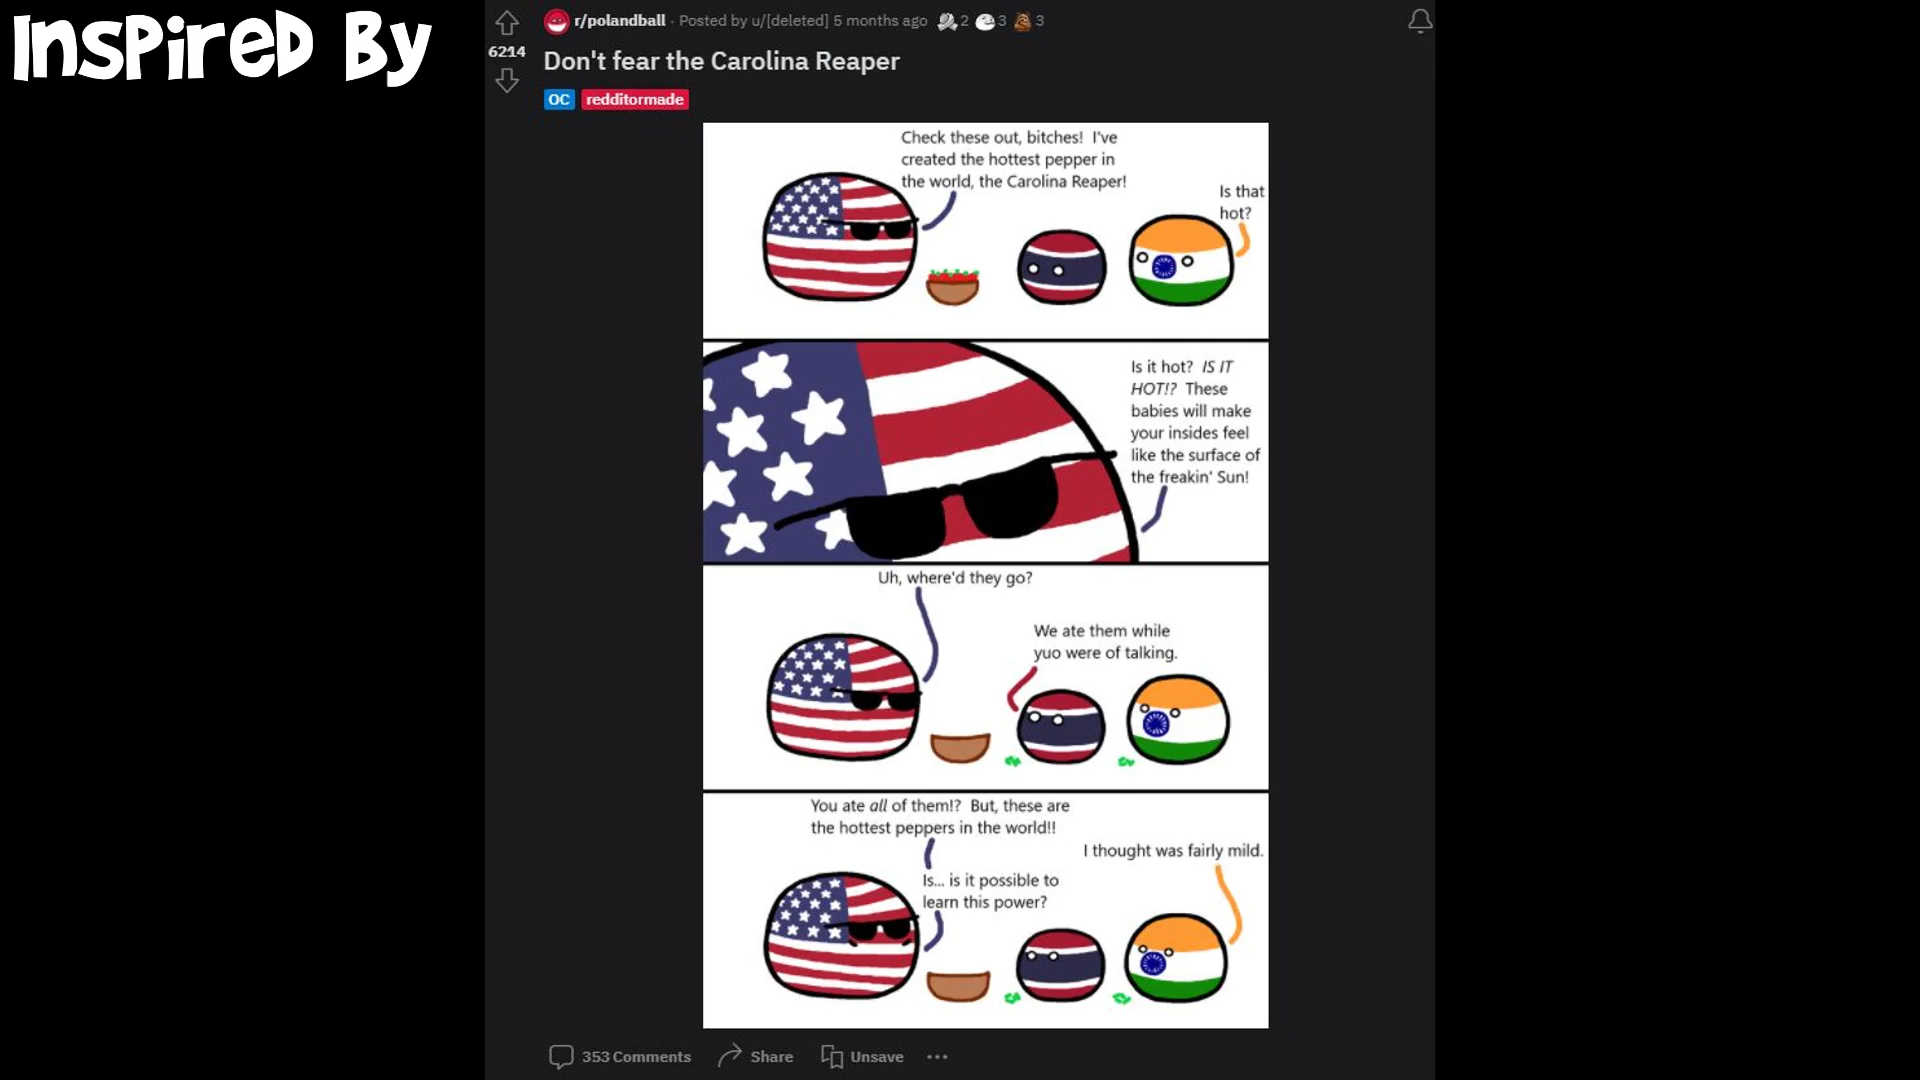 Inspired By
r/polandball · Posted by u/[deleted] 5 months ago 2 3 3
6214
Don't fear the Carolina Reaper
OC redditormade
Check these out, bitches! I've
created the hottest pepper in
the world, the Carolina Reaper!
Is that
hot?
Is it hot? IS IT
HOT!? These
babies will make
your insides feel
like the surface of
the freakin' Sun!
Uh, where'd they go?
We ate them while
yuo were of talking.
You ate all of them!? But, these are
the hottest peppers in the world!!
I thought was fairly mild.
Is... is it possible to
learn this power?
353 Comments Share Unsave ...